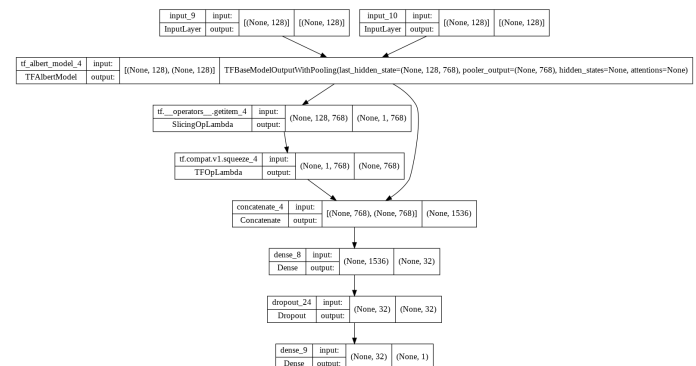 input_9 input: [(None, 128)] [(None, 128)]
InputLayer output:
input_10 input: [(None, 128)] [(None, 128)]
InputLayer output:
tf_albert_model_4 input: [(None, 128), (None, 128)] TFBaseModelOutputWithPooling(last_hidden_state=(None, 128, 768), pooler_output=(None, 768), hidden_states=None, attentions=None)
TFAlbertModel output:
tf.__operators__.getitem_4 input: (None, 128, 768) (None, 1, 768)
SlicingOpLambda output:
tf.compat.v1.squeeze_4 input: (None, 1, 768) (None, 768)
TFOpLambda output:
concatenate_4 input: [(None, 768), (None, 768)] (None, 1536)
Concatenate output:
dense_8 input: (None, 1536) (None, 32)
Dense output:
dropout_24 input: (None, 32) (None, 32)
Dropout output:
dense_9 input: (None, 32) (None, 1)
Dense output: